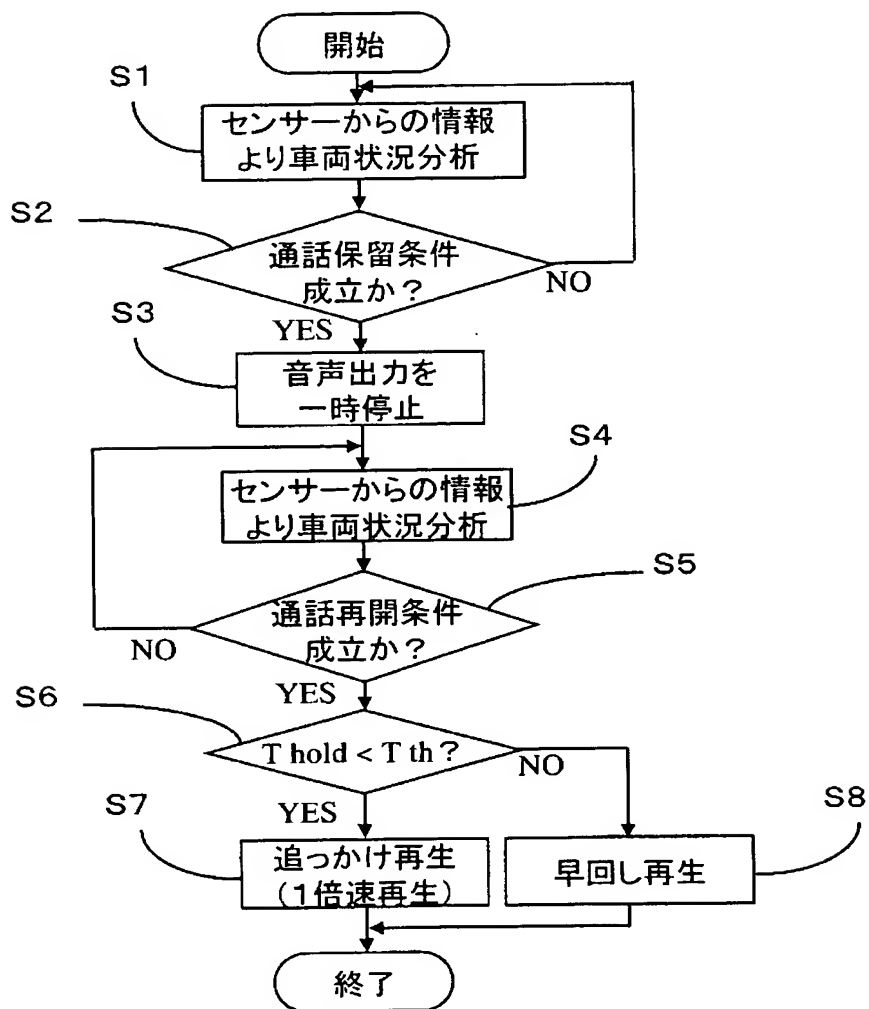 開始
S1
センサーからの情報
より車両状況分析
S2
通話保留条件
成立か？
NO
YES
S3
音声出力を
一時停止
S4
センサーからの情報
より車両状況分析
S5
通話再開条件
成立か？
NO
YES
S6
T hold < T th？
NO
YES
S7
追っかけ再生
(1倍速再生)
S8
早回し再生
終了